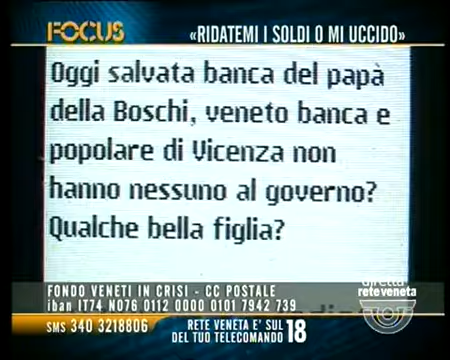 FOCUS
«RIDATEMI I SOLDI O MI UCCIDO»
Oggi salvata banca del papà
della Boschi, veneto banca e
popolare di Vicenza non
hanno nessuno al governo?
Qualche bella figlia?
FONDO VENETI IN CRISI - CC POSTALE
iban IT74 N076 0112 0000 0101 7942 739
diretta
reteveneta
SMS 340 3218806
RETE VENETA E' SUL
DEL TUO TELECOMANDO 18